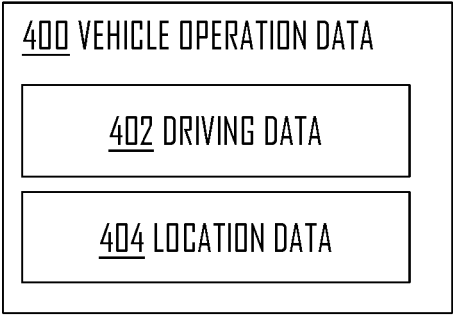 400 VEHICLE OPERATION DATA
402 DRIVING DATA
404 LOCATION DATA